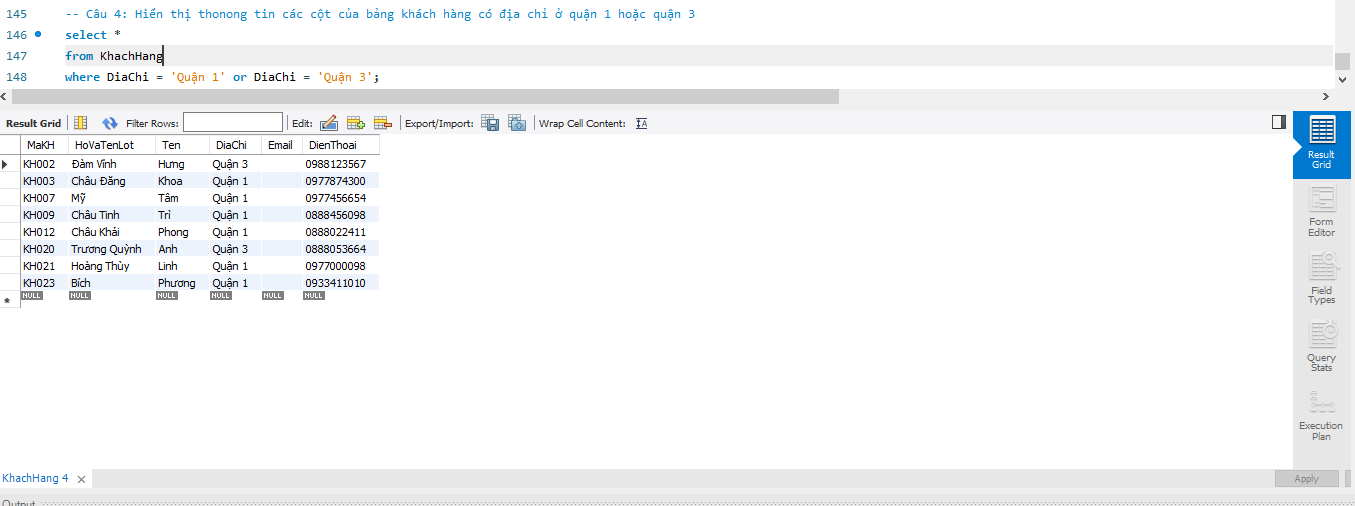 145 -- Câu 4: Hiển thị thonong tin các cột của bảng khách hàng có địa chỉ ở quận 1 hoặc quận 3
146 select *
147 from KhachHang
148 where DiaChi = 'Quận 1' or DiaChi = 'Quận 3';
Result Grid Filter Rows: Edit: Export/Import: Wrap Cell Content: IA
MaKH HoVaTenLot Ten DiaChi Email DienThoai
KH002 Đàm Vĩnh Hưng Quận 3 0988123567
KH003 Châu Đăng Khoa Quận 1 0977874300
KH007 Mỹ Tâm Quận 1 0977456654
KH009 Châu Tinh Trì Quận 1 0888456098
KH012 Châu Khải Phong Quận 1 0888022411
KH020 Trương Quỳnh Anh Quận 3 0888053664
KH021 Hoàng Thùy Linh Quận 1 0977000098
KH023 Bích Phương Quận 1 0933411010
NULL NULL NULL NULL NULL NULL
Result
Grid
Form
Editor
Field
Types
Query
Stats
Execution
Plan
KhachHang 4
Apply
Output